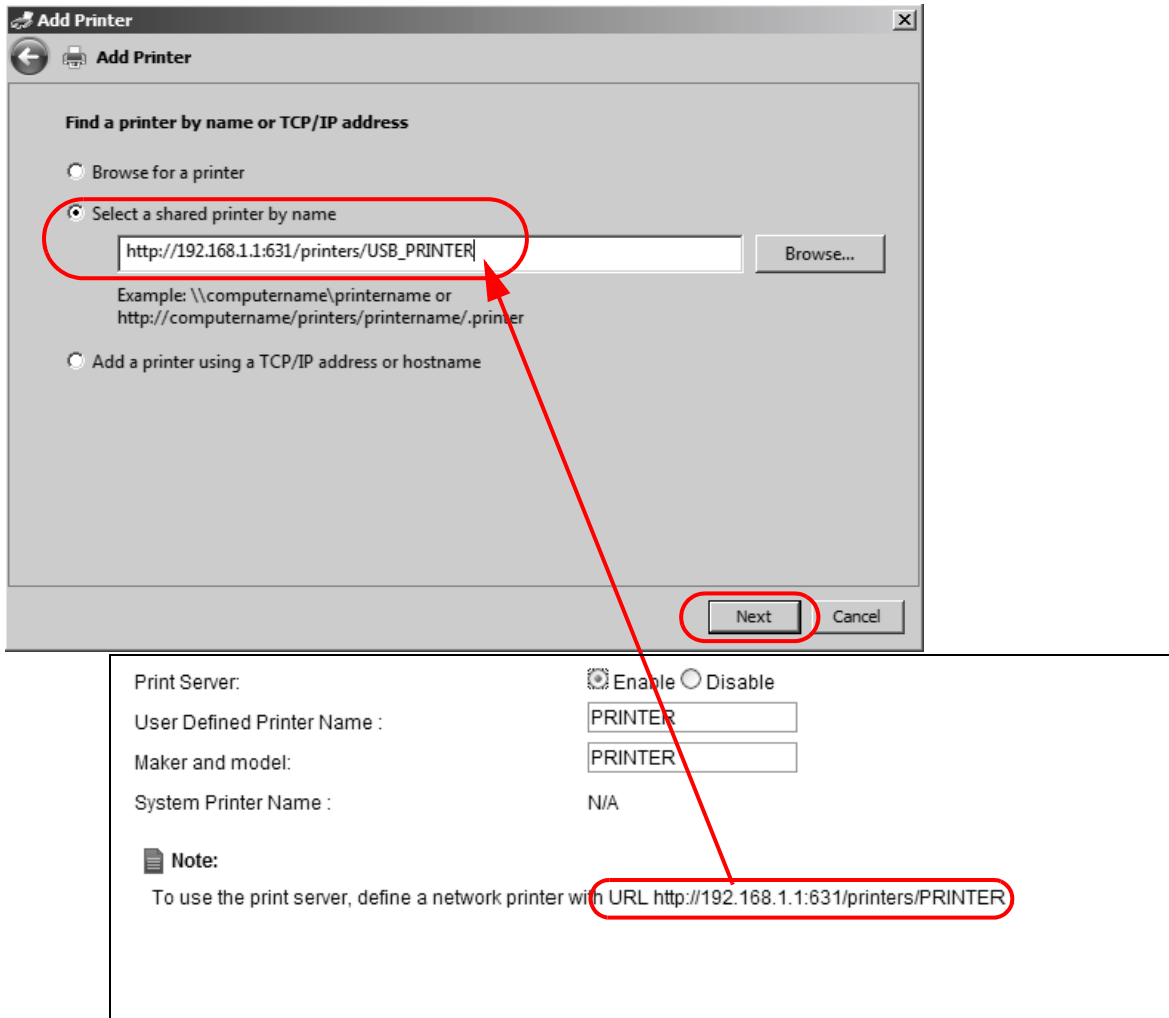 Add Printer
Add Printer
Find a printer by name or TCP/IP address
Browse for a printer
Select a shared printer by name
http://192.168.1.1:631/printers/USB_PRINTER
Browse...
Example: \\computername\printername or
http://computername/printers/printername/.printer
Add a printer using a TCP/IP address or hostname
Next
Cancel
Print Server: Enable Disable
User Defined Printer Name : PRINTER
Maker and model: PRINTER
System Printer Name : N/A
Note:
To use the print server, define a network printer with URL http://192.168.1.1:631/printers/PRINTER